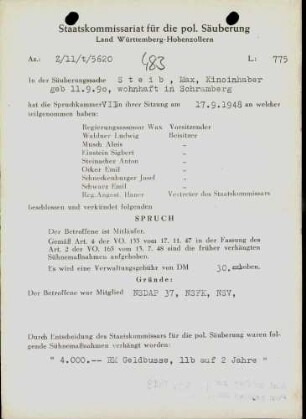 Staatskommissariat für die pol. Säuberung
Land Württemberg-Hohenzollern
Az.: Z/11/t/5620 483 L: 775
In der Säuberungssache S t e i b , Max, Kinoinhaber
geb 11.9.90, wohnhaft in Schramberg
hat die Spruchkammer VII in ihrer Sitzung am 17.9.1948 an welcher
teilgenommen haben:
Regierungsassessor Wax Vorsitzender
Waldner Ludwig Beisitzer
Munds Alois "
Einstein Sigbert "
Steinacher Anton "
Oeker Emil "
Schneckenburger Josef "
Schwarz Emil "
Reg.Angest. Hauer Vertreter des Staatskommissars
beschlossen und verkündet folgenden
SPRUCH
Der Betroffene ist Mitläufer.
Gemäß Art. 4 der VO. 133 vom 17. 11. 47 in der Fassung des
Art. 2 der VO. 165 vom 13. 7. 48 sind die früher verhängten
Sühnemaßnahmen aufgehoben.
Es wird eine Verwaltungsgebühr von DM 30. erhoben.
Gründe:
Der Betroffene war Mitglied NSDAP 37, NSFK, NSV,
Durch Entscheidung des Staatskommissars für die pol. Säuberung waren fol-
gende Sühnemaßnahmen verhängt worden:
" 4.000.-- RM Geldbusse, 11b auf 2 Jahre "